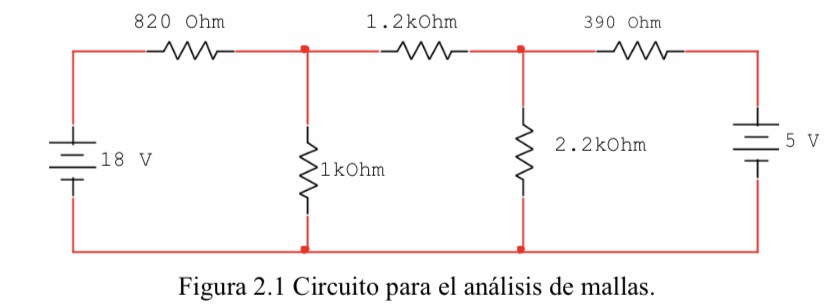 820 Ohm
1.2kOhm
390 Ohm
18 V
1kOhm
2.2kOhm
5 V
Figura 2.1 Circuito para el análisis de mallas.